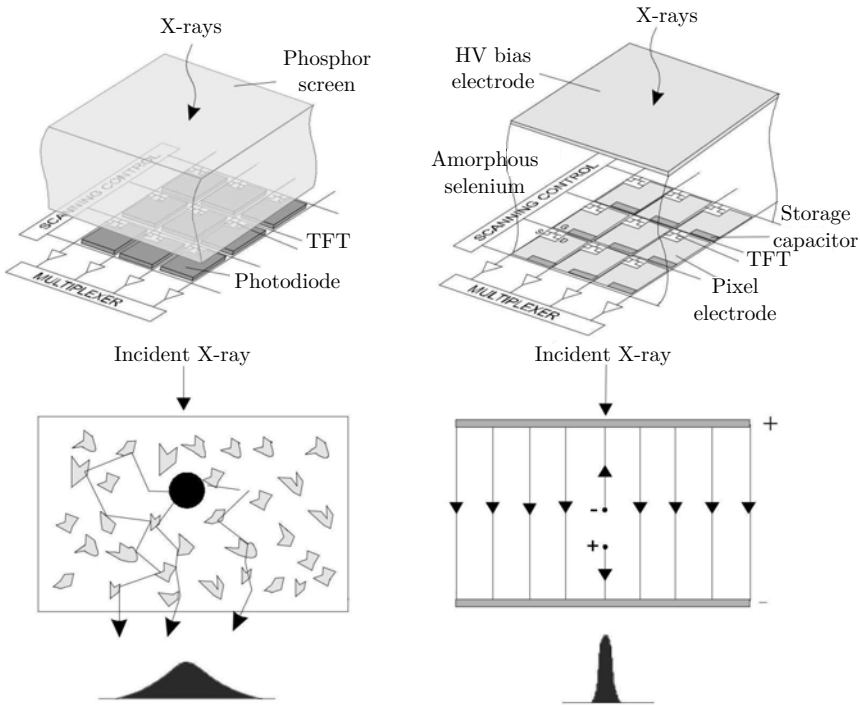 X-rays
Phosphor
screen
SCANNING CONTROL
TFT
Photodiode
MULTIPLEXER
X-rays
HV bias
electrode
Amorphous
selenium
SCANNING CONTROL
G
S
D
Storage
capacitor
TFT
Pixel
electrode
MULTIPLEXER
Incident X-ray
Incident X-ray
+
-
+
-